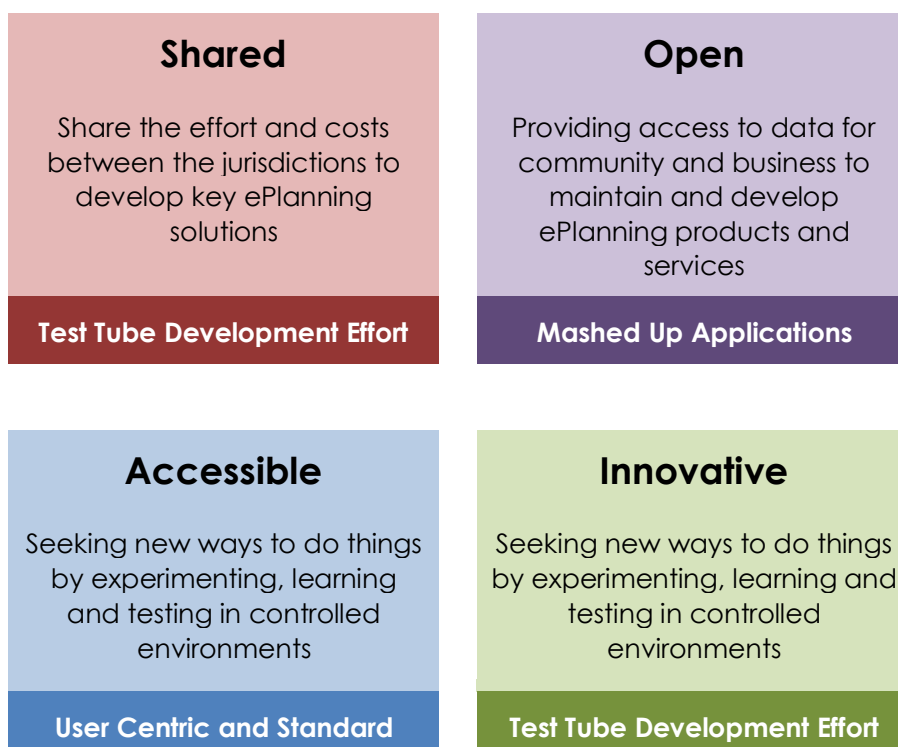 Shared
Share the effort and costs
between the jurisdictions to
develop key ePlanning
solutions
Test Tube Development Effort
Open
Providing access to data for
community and business to
maintain and develop
ePlanning products and
services
Mashed Up Applications
Accessible
Seeking new ways to do things
by experimenting, learning
and testing in controlled
environments
User Centric and Standard
Innovative
Seeking new ways to do things
by experimenting, learning and
testing in controlled
environments
Test Tube Development Effort